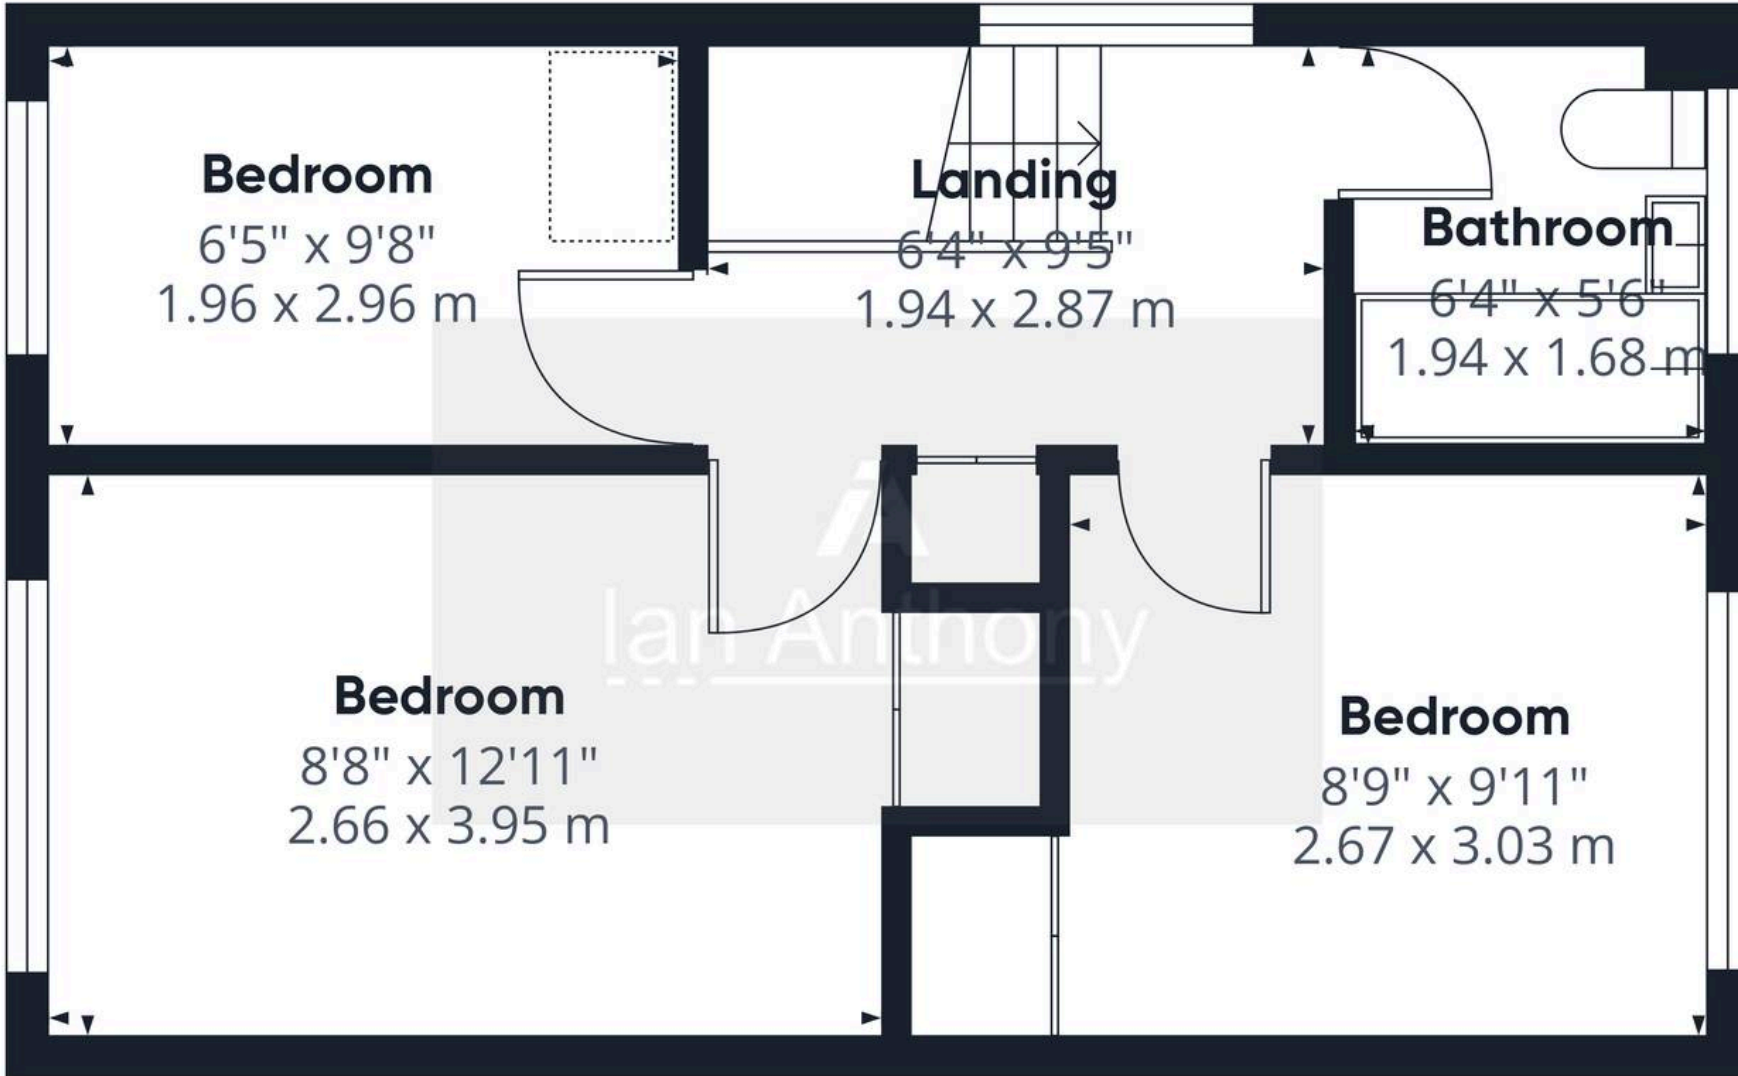 Bedroom
6'5" x 9'8"
1.96 x 2.96 m
Landing
6'4" x 9'5"
1.94 x 2.87 m
Bathroom
6'4" x 5'6"
1.94 x 1.68 m
Ian Anthony
Bedroom
8'8" x 12'11"
2.66 x 3.95 m
Bedroom
8'9" x 9'11"
2.67 x 3.03 m